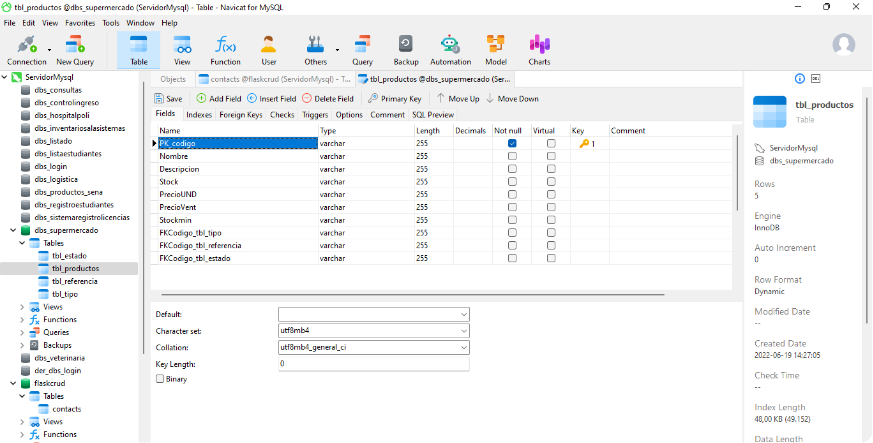 tbl_productos @dbs_supermercado (ServidorMysql) - Table - Navicat for MySQL
File Edit View Favorites Tools Window Help
Connection New Query Table View Function User Others Query Backup Automation Model Charts
ServidorMysql
dbs_consultas
dbs_controlingreso
dbs_hospitalpoli
dbs_inventariosalasistemas
dbs_listado
dbs_listaestudiantes
dbs_login
dbs_logistica
dbs_productos_sena
dbs_registroestudiantes
dbs_sistemaregistrolicencias
dbs_supermercado
Tables
tbl_estado
tbl_productos
tbl_referencia
tbl_tipo
Views
Functions
Queries
Backups
dbs_veterinaria
der_dbs_login
flaskcrud
Tables
contacts
Views
Functions
Objects contacts @flaskcrud (ServidorMysql) - T... tbl_productos @dbs_supermercado (Ser...
Save Add Field Insert Field Delete Field Primary Key Move Up Move Down
Fields Indexes Foreign Keys Checks Triggers Options Comment SQL Preview
Name Type Length Decimals Not null Virtual Key Comment
PK_codigo varchar 255 1
Nombre varchar 255
Descripcion varchar 255
Stock varchar 255
PrecioUND varchar 255
PrecioVent varchar 255
Stockmin varchar 255
FKCodigo_tbl_tipo varchar 255
FKCodigo_tbl_referencia varchar 255
FKCodigo_tbl_estado varchar 255
Default:
Character set: utf8mb4
Collation: utf8mb4_general_ci
Key Length: 0
Binary
tbl_productos
Table
ServidorMysql
dbs_supermercado
Rows
5
Engine
InnoDB
Auto Increment
0
Row Format
Dynamic
Modified Date
--
Created Date
2022-06-19 14:27:05
Check Time
--
Index Length
48,00 KB (49.152)
Data Length